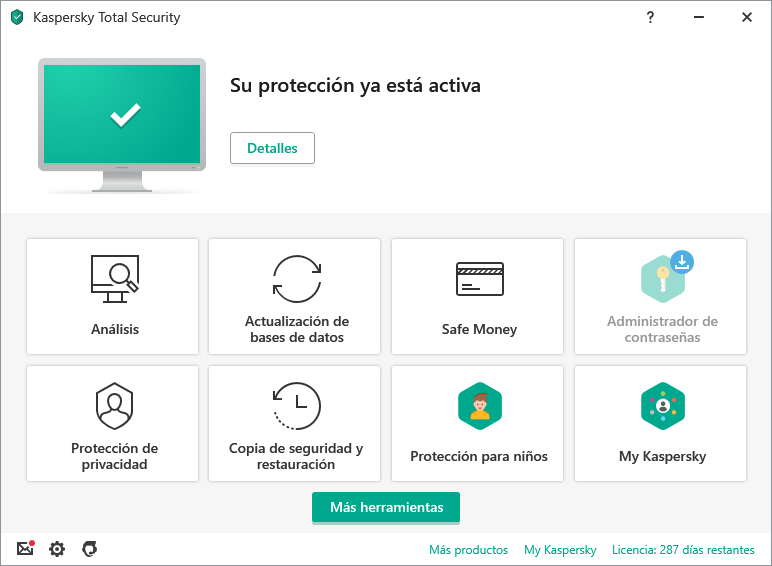 Kaspersky Total Security
?
Su protección ya está activa
Detalles
Análisis
Actualización de
bases de datos
Safe Money
Administrador de
contraseñas
Protección de
privacidad
Copia de seguridad y
restauración
Protección para niños
My Kaspersky
Más herramientas
Más productos
My Kaspersky
Licencia: 287 días restantes